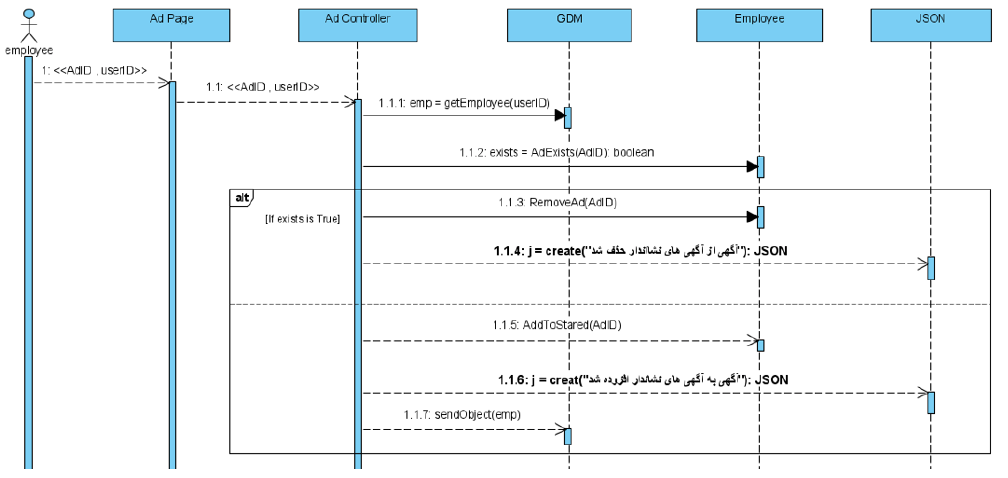 Ad Page
Ad Controller
GDM
Employee
JSON
employee
1: <<AdID , userID>>
1.1: <<AdID , userID>>
1.1.1: emp = getEmployee(userID)
1.1.2: exists = AdExists(AdID): boolean
alt
[If exists is True]
1.1.3: RemoveAd(AdID)
1.1.4: j = create("آگهی از آگهی های نشاندار حذف شد"): JSON
1.1.5: AddToStared(AdID)
1.1.6: j = creat("آگهی به آگهی های نشاندار افزوده شد"): JSON
1.1.7: sendObject(emp)